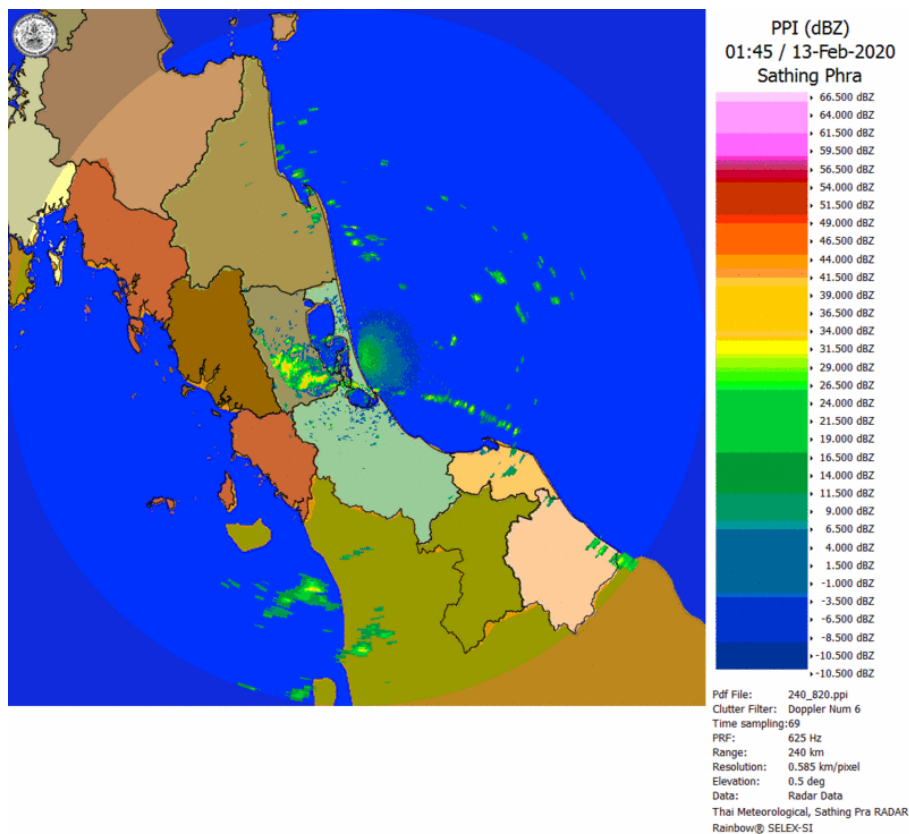 PPI (dBZ)
01:45 / 13-Feb-2020
Sathing Phra
66.500 dBZ
64.000 dBZ
61.500 dBZ
59.500 dBZ
56.500 dBZ
54.000 dBZ
51.500 dBZ
49.000 dBZ
46.500 dBZ
44.000 dBZ
41.500 dBZ
39.000 dBZ
36.500 dBZ
34.000 dBZ
31.500 dBZ
29.000 dBZ
26.500 dBZ
24.000 dBZ
21.500 dBZ
19.000 dBZ
16.500 dBZ
14.000 dBZ
11.500 dBZ
9.000 dBZ
6.500 dBZ
4.000 dBZ
1.500 dBZ
-1.000 dBZ
-3.500 dBZ
-6.500 dBZ
-8.500 dBZ
-10.500 dBZ
-10.500 dBZ
Pdf File: 240_820.ppi
Clutter Filter: Doppler Num 6
Time sampling:69
PRF: 625 Hz
Range: 240 km
Resolution: 0.585 km/pixel
Elevation: 0.5 deg
Data: Radar Data
Thai Meteorological, Sathing Pra RADAR
Rainbow® SELEX-SI